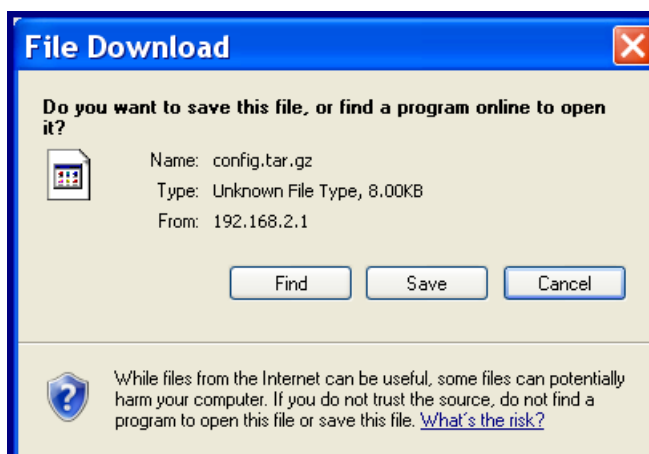 File Download
Do you want to save this file, or find a program online to open
it?
Name: config.tar.gz
Type: Unknown File Type, 8.00KB
From: 192.168.2.1
Find Save Cancel
While files from the Internet can be useful, some files can potentially
harm your computer. If you do not trust the source, do not find a
program to open this file or save this file. What's the risk?